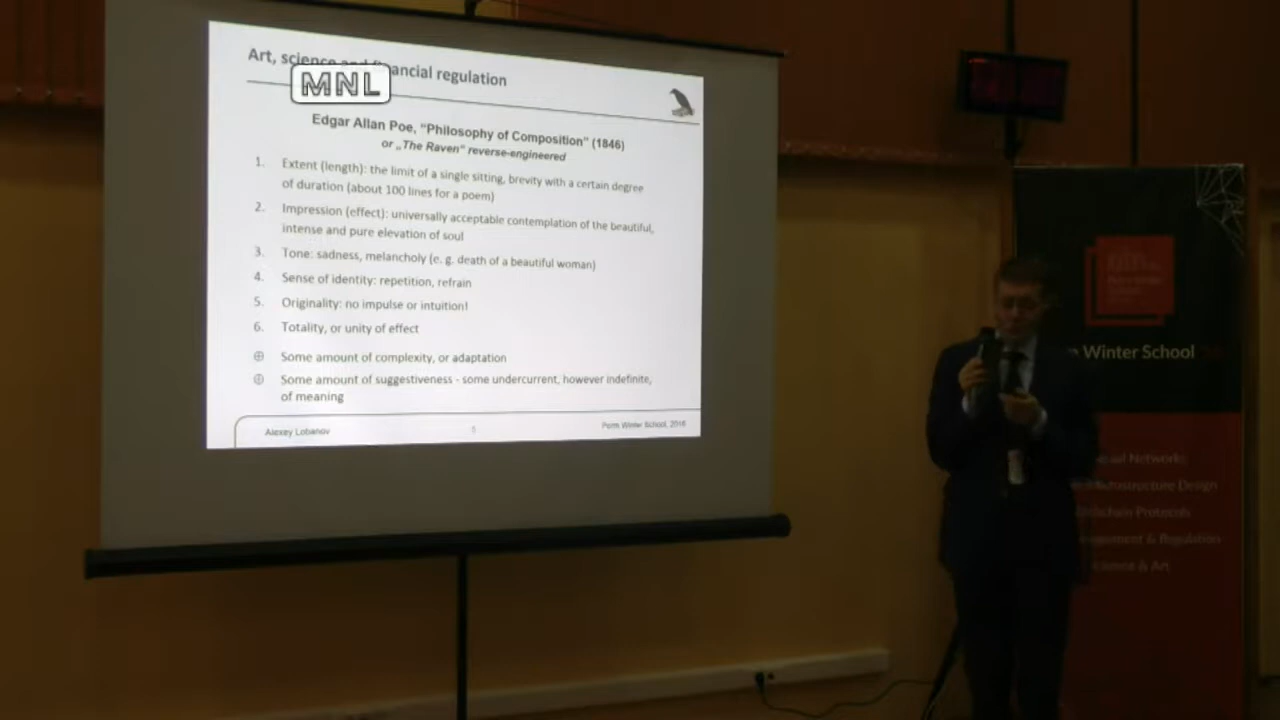 Art, science and financial regulation
MNL
Edgar Allan Poe, “Philosophy of Composition” (1846)
or „The Raven“ reverse-engineered
1. Extent (length): the limit of a single sitting, brevity with a certain degree
of duration (about 100 lines for a poem)
2. Impression (effect): universally acceptable contemplation of the beautiful,
intense and pure elevation of soul
3. Tone: sadness, melancholy (e. g. death of a beautiful woman)
4. Sense of identity: repetition, refrain
5. Originality: no impulse or intuition!
6. Totality, or unity of effect
⊕ Some amount of complexity, or adaptation
⊕ Some amount of suggestiveness - some undercurrent, however indefinite,
of meaning
Alexey Lobanov
5
Perm Winter School, 2016
Winter School
Networks
Design
Protocols
& Regulation
& Art